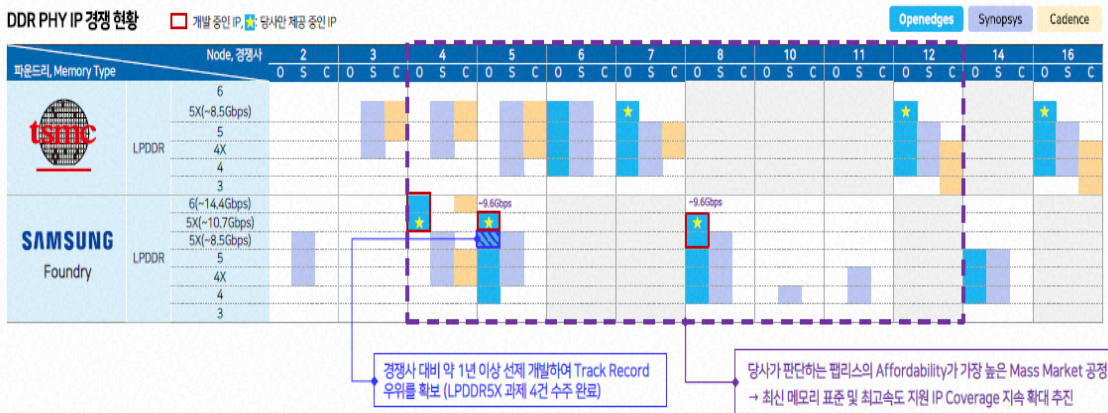 DDR PHY IP 경쟁 현황
개발 중인 IP, ★: 당사만 제공 중인 IP
Openedges Synopsys Cadence
Node, 경쟁사 2 3 4 5 6 7 8 10 11 12 14 16
파운드리, Memory Type O S C O S C O S C O S C O S C O S C O S C O S C O S C O S C O S C O S C
6
5X(~8.5Gbps) ★ ★ ★
tsmc
5
LPDDR 4X
4
3
6(~14.4Gbps) ~9.6Gbps ~9.6Gbps
5X(~10.7Gbps) ★ ★ ★
SAMSUNG 5X(~8.5Gbps)
Foundry LPDDR 5
4X
4
3
경쟁사 대비 약 1년 이상 선제 개발하여 Track Record
우위를 확보 (LPDDR5X 과제 4건 수주 완료)
당사가 판단하는 팹리스의 Affordability가 가장 높은 Mass Market 공정
→ 최신 메모리 표준 및 최고속도 지원 IP Coverage 지속 확대 추진